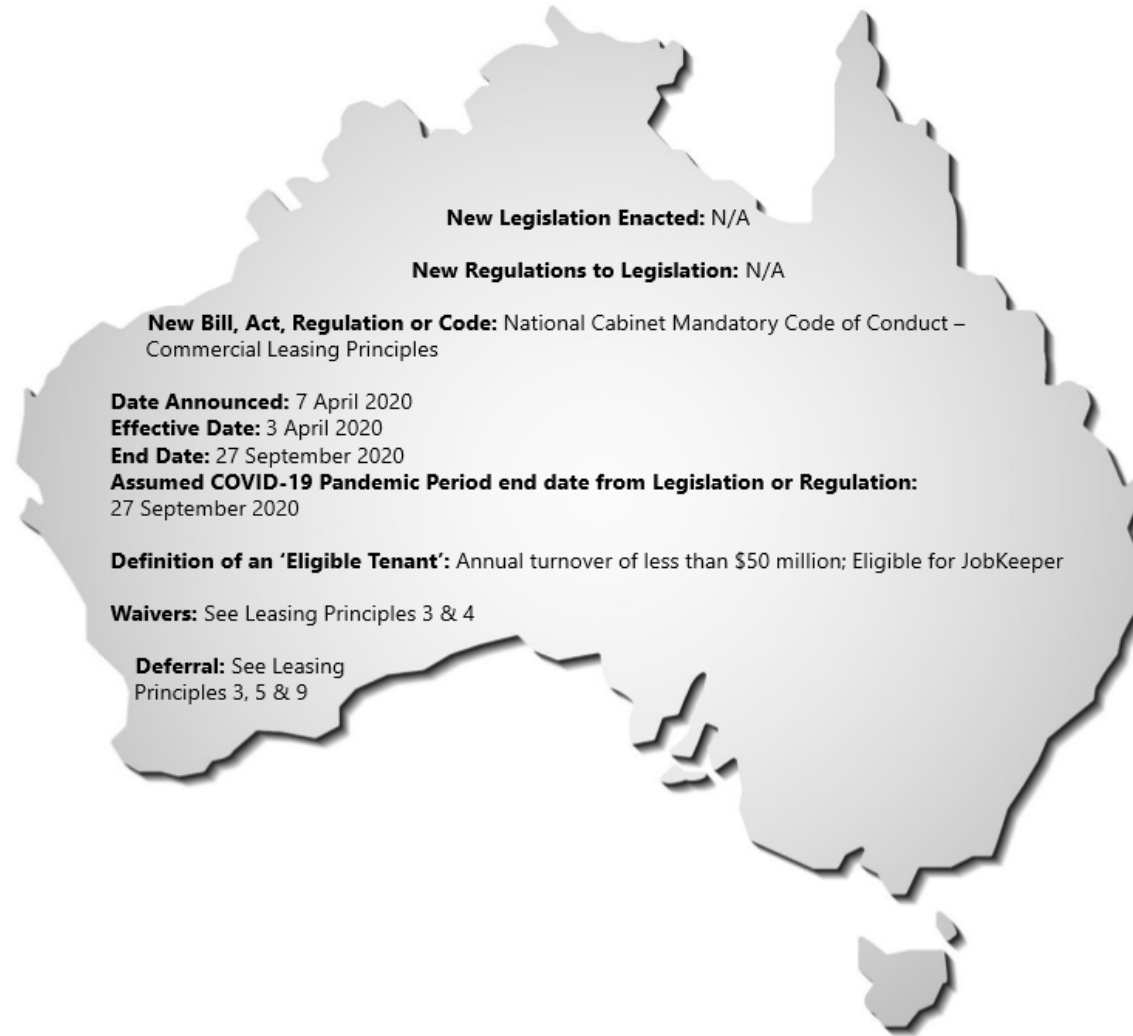 New Legislation Enacted: N/A
New Regulations to Legislation: N/A
New Bill, Act, Regulation or Code: National Cabinet Mandatory Code of Conduct –
Commercial Leasing Principles
Date Announced: 7 April 2020
Effective Date: 3 April 2020
End Date: 27 September 2020
Assumed COVID-19 Pandemic Period end date from Legislation or Regulation:
27 September 2020
Definition of an ‘Eligible Tenant’: Annual turnover of less than $50 million; Eligible for JobKeeper
Waivers: See Leasing Principles 3 & 4
Deferral: See Leasing
Principles 3, 5 & 9